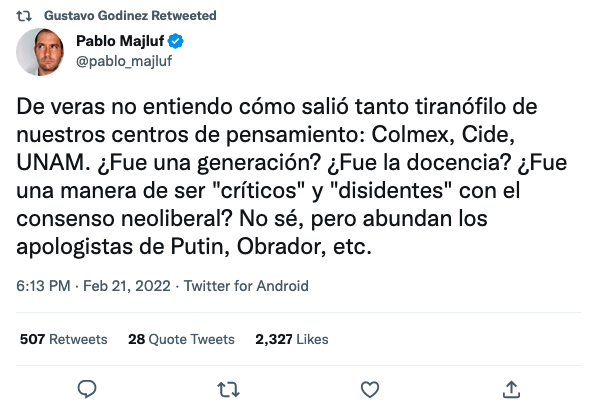 Gustavo Godinez Retweeted
Pablo Majluf
@pablo_majluf
De veras no entiendo cómo salió tanto tiranófilo de
nuestros centros de pensamiento: Colmex, Cide,
UNAM. ¿Fue una generación? ¿Fue la docencia? ¿Fue
una manera de ser "críticos" y "disidentes" con el
consenso neoliberal? No sé, pero abundan los
apologistas de Putin, Obrador, etc.
6:13 PM · Feb 21, 2022 · Twitter for Android
507 Retweets 28 Quote Tweets 2,327 Likes